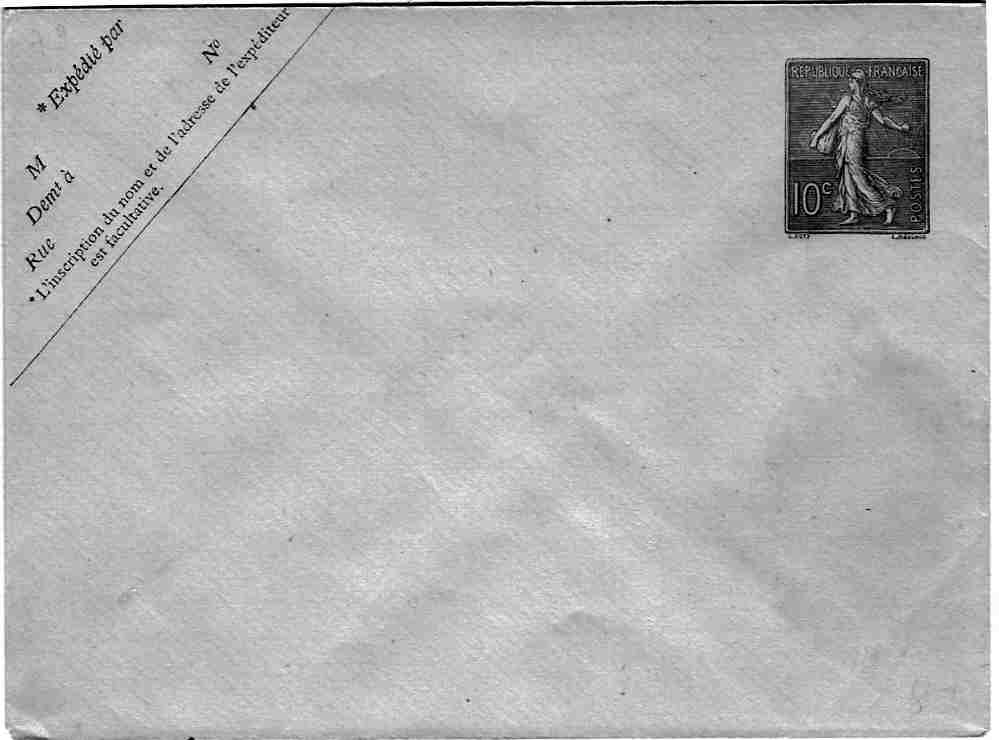 * Expédié par
M
Nº
Demt à
Rue
*L'inscription du nom et de l'adresse de l'expéditeur
est facultative.
REPUBLIQUE FRANÇAISE
10c
POSTES
O.ROTY